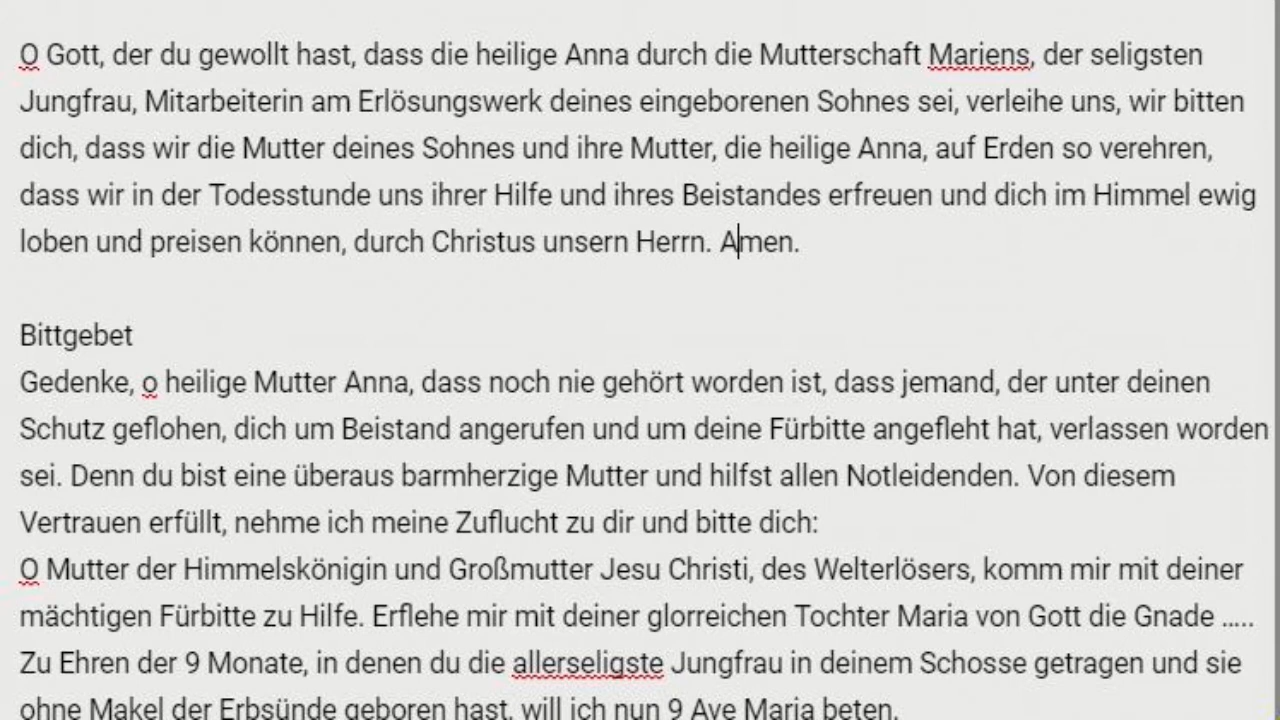 O Gott, der du gewollt hast, dass die heilige Anna durch die Mutterschaft Mariens, der seligsten
Jungfrau, Mitarbeiterin am Erlösungswerk deines eingeborenen Sohnes sei, verleihe uns, wir bitten
dich, dass wir die Mutter deines Sohnes und ihre Mutter, die heilige Anna, auf Erden so verehren,
dass wir in der Todesstunde uns ihrer Hilfe und ihres Beistandes erfreuen und dich im Himmel ewig
loben und preisen können, durch Christus unsern Herrn. Amen.
Bittgebet
Gedenke, o heilige Mutter Anna, dass noch nie gehört worden ist, dass jemand, der unter deinen
Schutz geflohen, dich um Beistand angerufen und um deine Fürbitte angefleht hat, verlassen worden
sei. Denn du bist eine überaus barmherzige Mutter und hilfst allen Notleidenden. Von diesem
Vertrauen erfüllt, nehme ich meine Zuflucht zu dir und bitte dich:
O Mutter der Himmelskönigin und Großmutter Jesu Christi, des Welterlösers, komm mir mit deiner
mächtigen Fürbitte zu Hilfe. Erflehe mir mit deiner glorreichen Tochter Maria von Gott die Gnade .....
Zu Ehren der 9 Monate, in denen du die allerseligste Jungfrau in deinem Schosse getragen und sie
ohne Makel der Erbsünde geboren hast, will ich nun 9 Ave Maria beten.